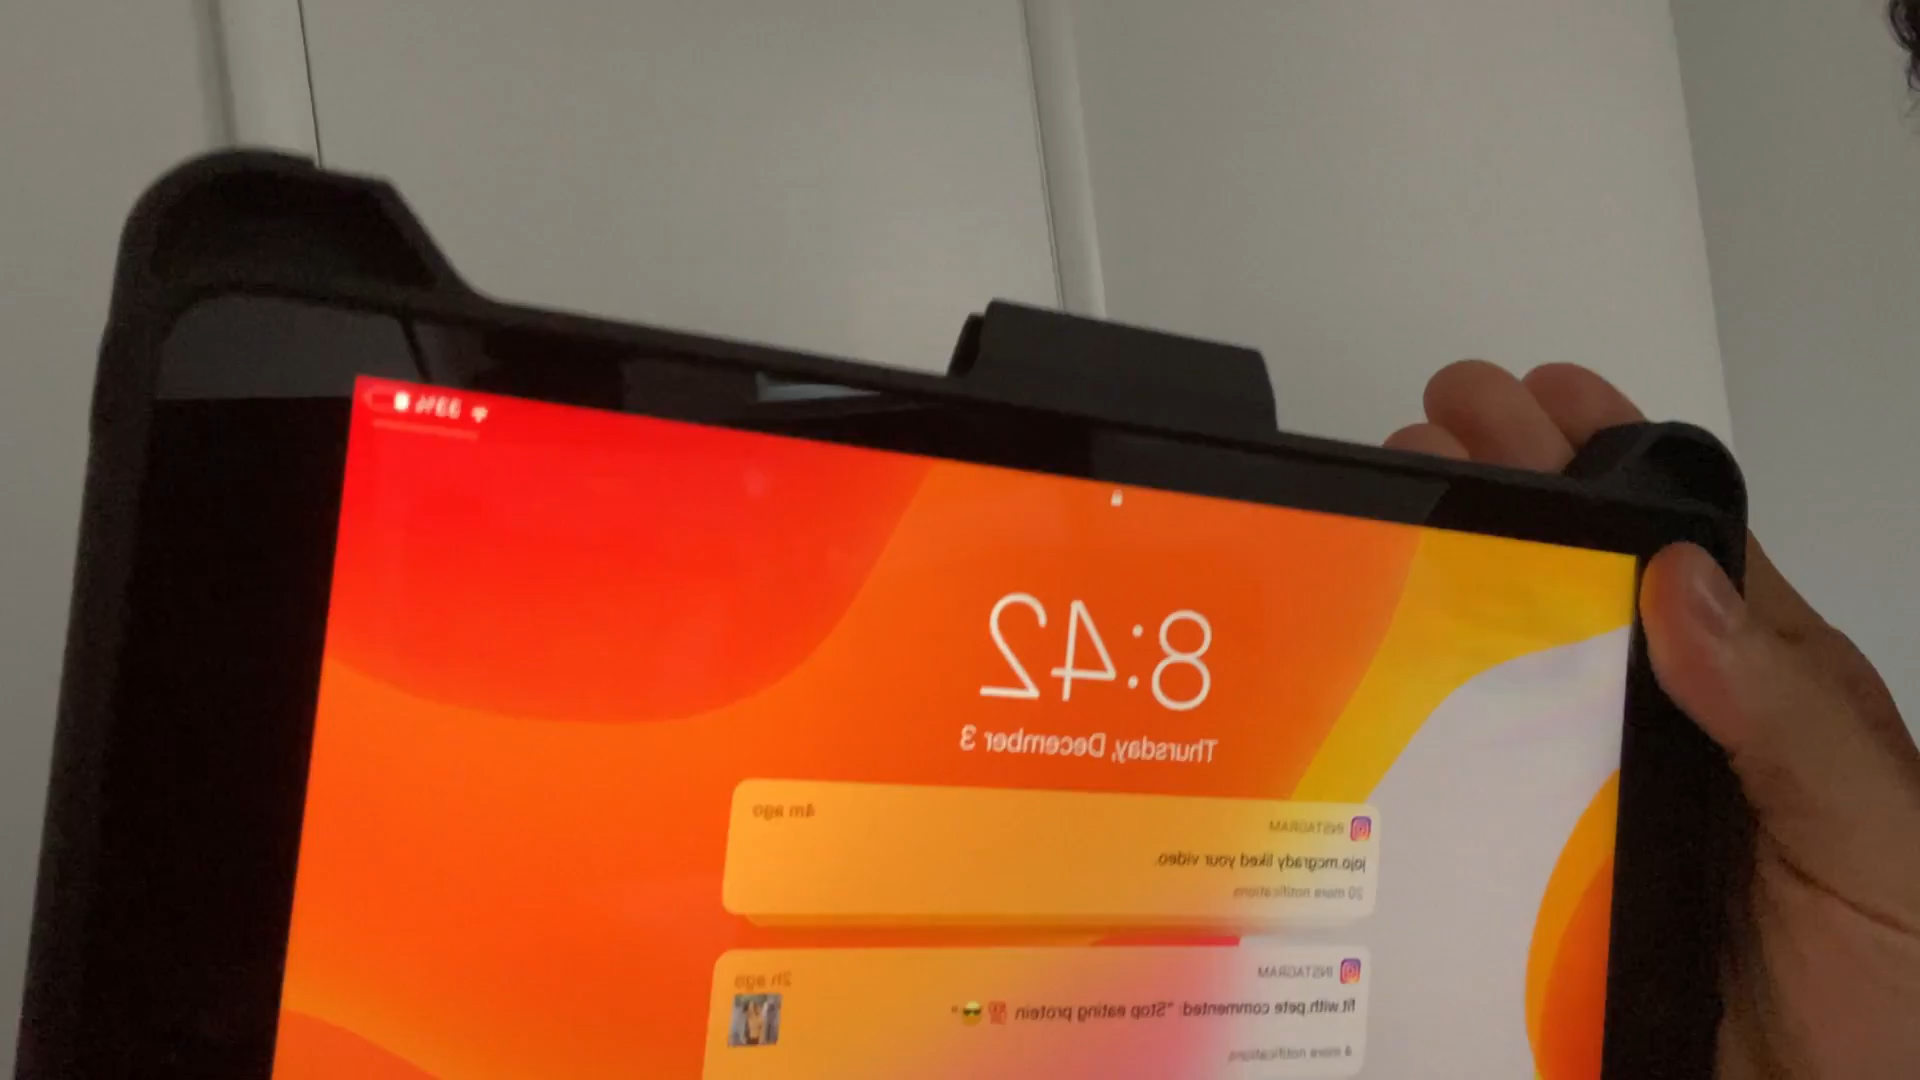 33%
8:42
Thursday, December 3
INSTAGRAM
4m ago
jojo.mcgrady liked your video.
20 more notifications
INSTAGRAM
2h ago
fit.with.pete commented: "Stop eating protein 💯 😎"
4 more notifications